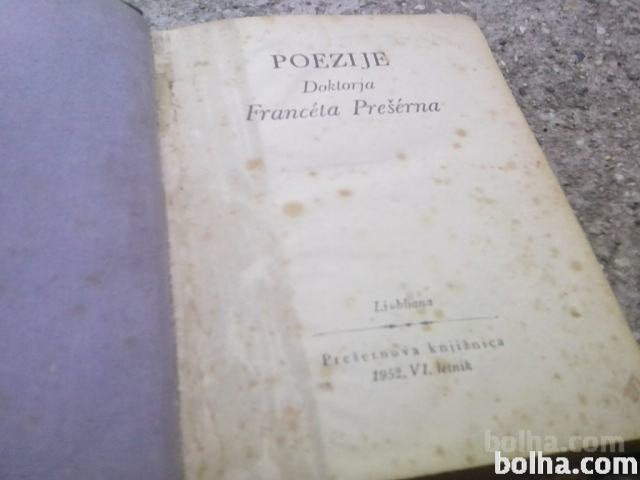 POEZIJE
Doktorja
Francéta Prešérna
Ljubljana
Prešernova knjižnica
1952. VI. letnik
bolha.com
bolha.com